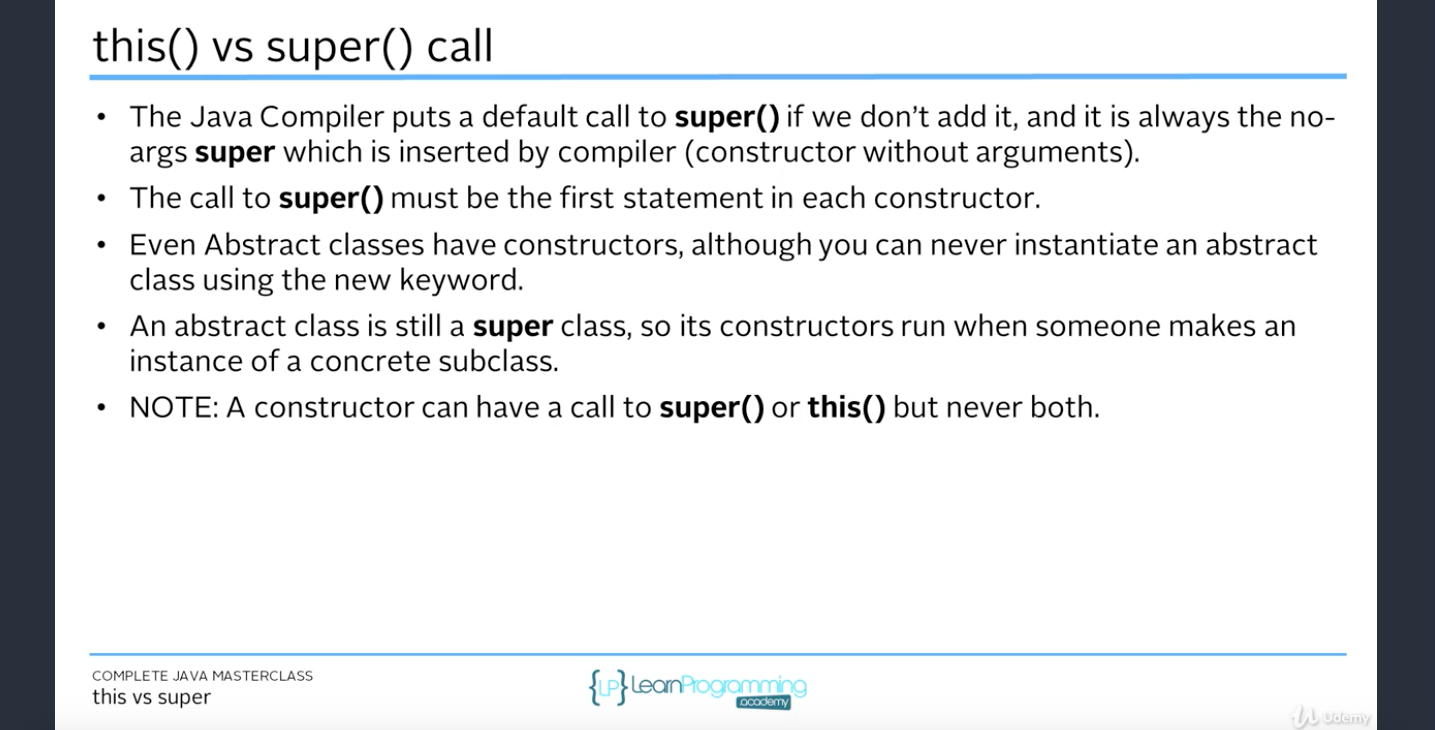 this() vs super() call
• The Java Compiler puts a default call to super() if we don’t add it, and it is always the no-
args super which is inserted by compiler (constructor without arguments).
• The call to super() must be the first statement in each constructor.
• Even Abstract classes have constructors, although you can never instantiate an abstract
class using the new keyword.
• An abstract class is still a super class, so its constructors run when someone makes an
instance of a concrete subclass.
• NOTE: A constructor can have a call to super() or this() but never both.
COMPLETE JAVA MASTERCLASS
this vs super
{LP} LearnProgramming
.academy
Udemy